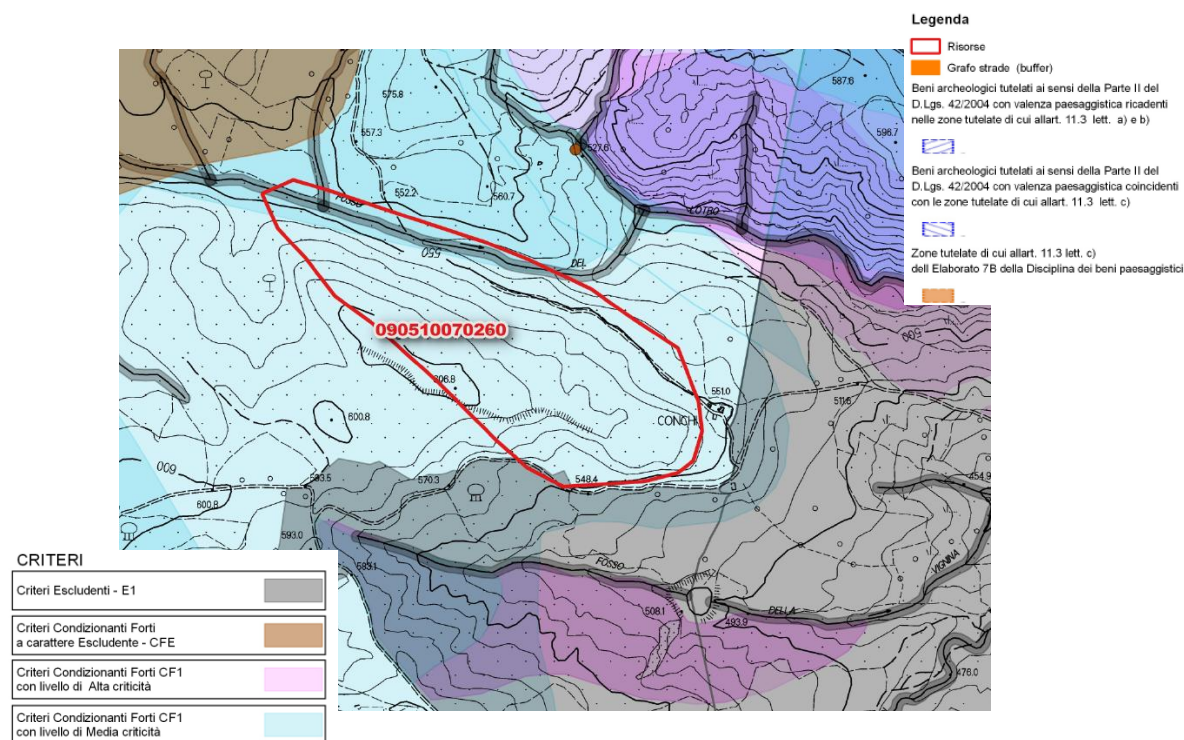 Legenda
Risorse
Grafo strade (buffer)
Beni archeologici tutelati ai sensi della Parte II del
D.Lgs. 42/2004 con valenza paesaggistica ricadenti
nelle zone tutelate di cui allart. 11.3 lett. a) e b)
Beni archeologici tutelati ai sensi della Parte II del
D.Lgs. 42/2004 con valenza paesaggistica coincidenti
con le zone tutelate di cui allart. 11.3 lett. c)
Zone tutelate di cui allart. 11.3 lett. c)
dell Elaborato 7B della Disciplina dei beni paesaggistici
587.6
575.8
596.7
557.3
527.6
552.2
560.7
FOSSO
LOTRO
550
DEL
500
090510070260
606.8
551.0
511.6
600.8
CONCHI
600
593.5
570.3
548.4
454.9
600.8
593.0
583.1
FOSSO
VIGNINA
508.1
DELLA
493.9
476.0
CRITERI
Criteri Escludenti - E1
Criteri Condizionanti Forti
a carattere Escludente - CFE
Criteri Condizionanti Forti CF1
con livello di Alta criticità
Criteri Condizionanti Forti CF1
con livello di Media criticità